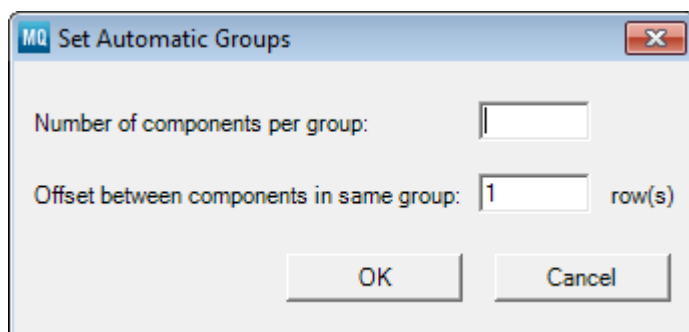 MQ Set Automatic Groups
Number of components per group:
Offset between components in same group: 1 row(s)
OK Cancel